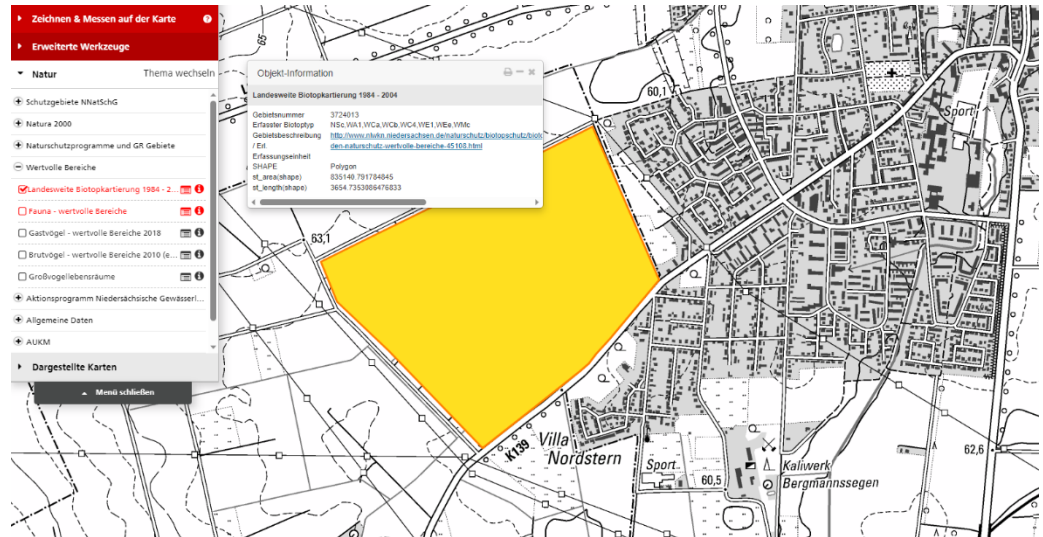 Zeichnen & Messen auf der Karte
Erweiterte Werkzeuge
Natur Thema wechseln
Schutzgebiete NNatSchG
Natura 2000
Naturschutzprogramme und GR Gebiete
Wertvolle Bereiche
Landesweite Biotopkartierung 1984 - 2...
Fauna - wertvolle Bereiche
Gastvögel - wertvolle Bereiche 2018
Brutvögel - wertvolle Bereiche 2010 (e...
Großvogellebensräume
Aktionsprogramm Niedersächsische Gewässerl...
Allgemeine Daten
AUKM
Dargestellte Karten
Menü schließen
Objekt-Information
Landesweite Biotopkartierung 1984 - 2004
Gebietsnummer 3724013
Erfasster Biotoptyp NSc,WA1,WCa,WCb,WC4,WE1,WEe,WMc
Gebietsbeschreibung http://www.nlwkn.niedersachsen.de/naturschutz/biotopschutz/bioto
/ Erl. den-naturschutz-wertvolle-bereiche-45108.html
Erfassungseinheit
SHAPE Polygon
st_area(shape) 835140.791784845
st_length(shape) 3654.7353086476833
65
60,1
Sport
63,1
K139
Villa
Nordstern
Sport
60,5
Kaliwerk
Bergmannssegen
62,6